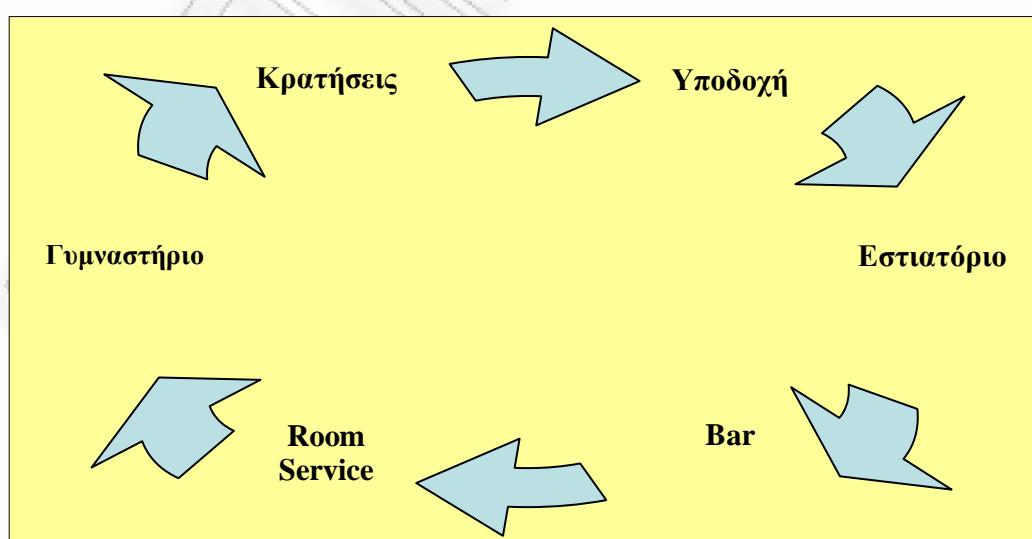 Κρατήσεις
Υποδοχή
Γυμναστήριο
Εστιατόριο
Room
Service
Bar